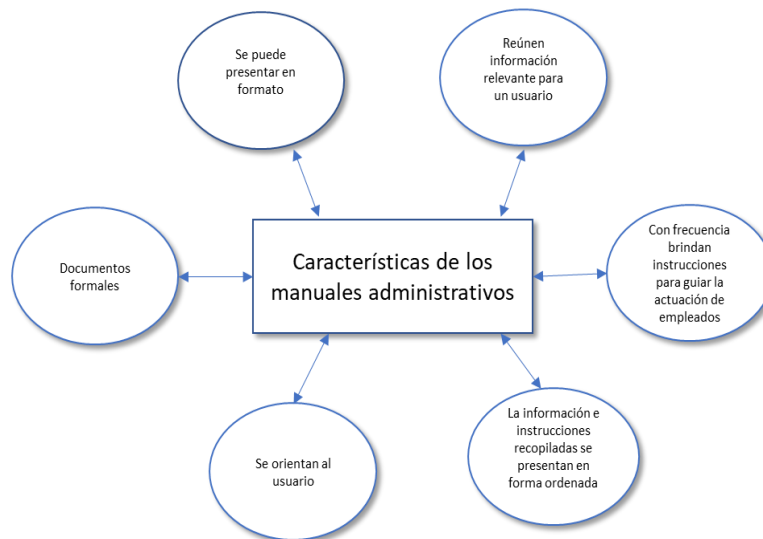 Se puede
presentar en
formato
Reúnen
información
relevante para
un usuario
Documentos
formales
Características de los
manuales administrativos
Con frecuencia
brindan
instrucciones
para guiar la
actuación de
empleados
Se orientan al
usuario
La información e
instrucciones
recopiladas se
presentan en
forma ordenada